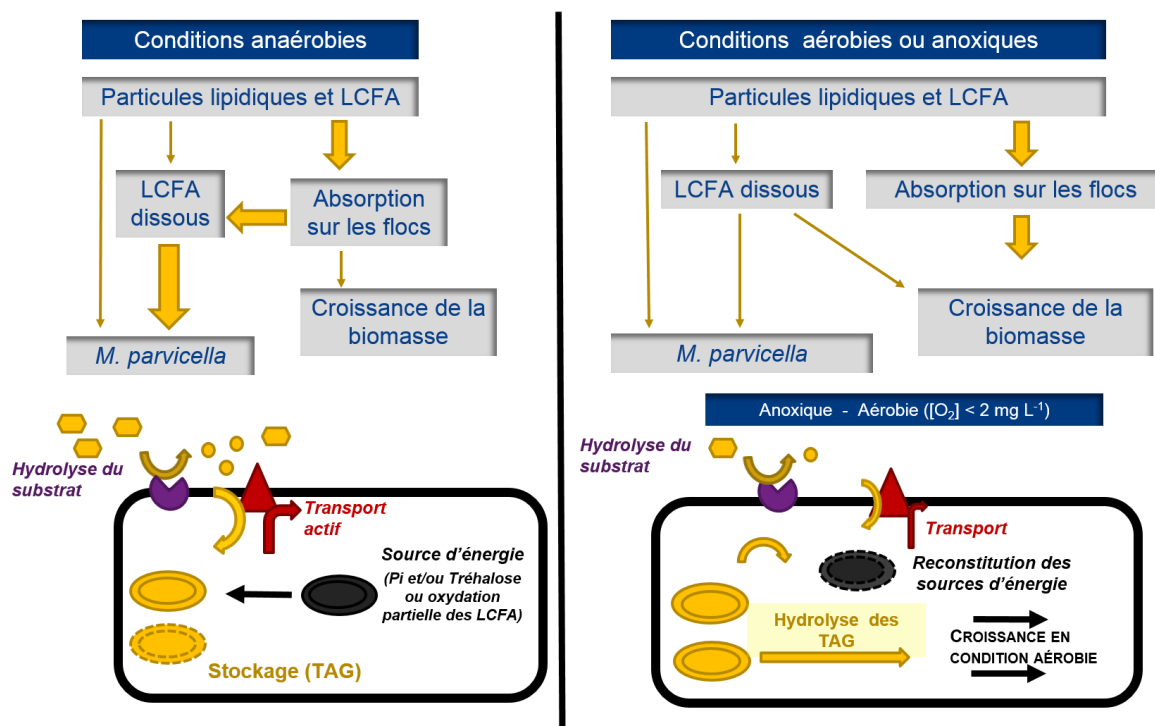 Conditions anaérobies
Particules lipidiques et LCFA
LCFA
dissous
Absorption
sur les flocs
Croissance de la
biomasse
M. parvicella
Hydrolyse du
substrat
Transport
actif
Source d’énergie
(Pi et/ou Tréhalose
ou oxydation
partielle des LCFA)
Stockage (TAG)
Conditions aérobies ou anoxiques
Particules lipidiques et LCFA
LCFA dissous
Absorption sur les flocs
Croissance de la
biomasse
M. parvicella
Anoxique - Aérobie ([O₂] < 2 mg L⁻¹)
Hydrolyse du
substrat
Transport
Reconstitution des
sources d’énergie
Hydrolyse des
TAG
CROISSANCE EN
CONDITION AÉROBIE